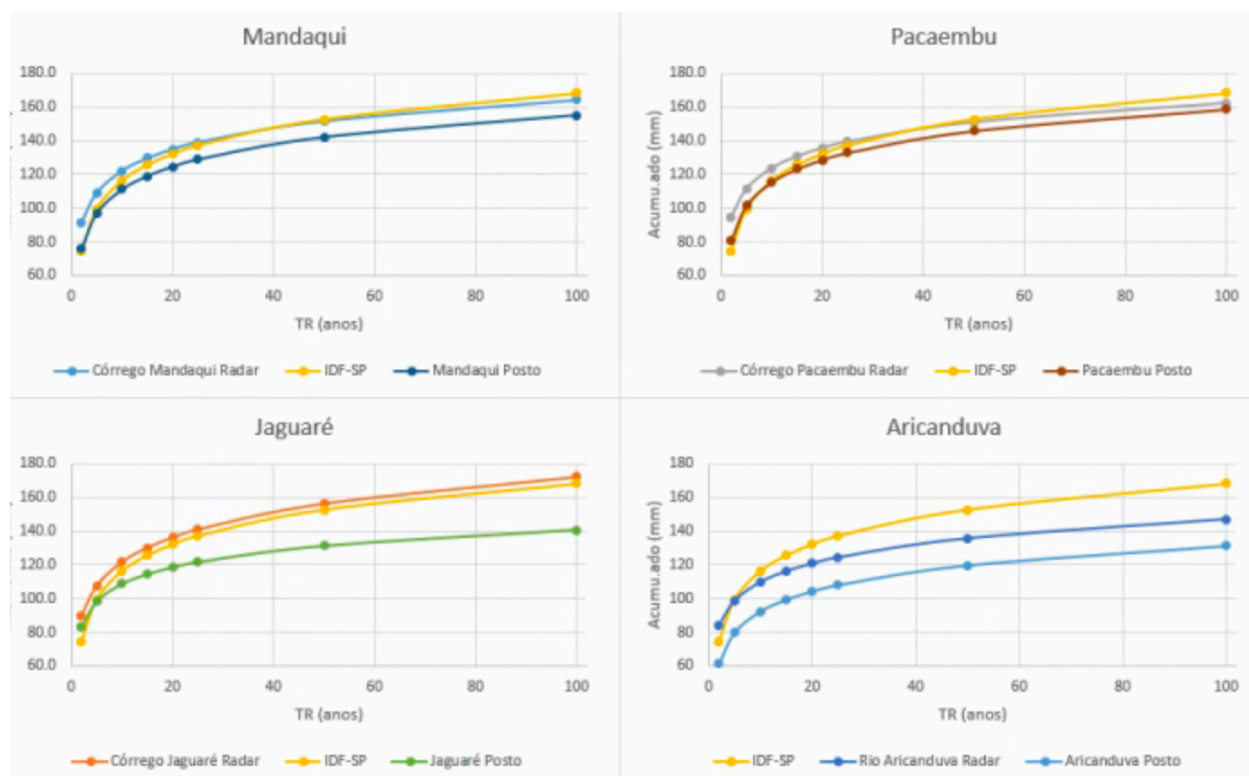 Mandaqui
180.0
160.0
140.0
120.0
100.0
80.0
60.0
0 20 40 60 80 100
TR (anos)
Córrego Mandaqui Radar IDF-SP Mandaqui Posto
Pacaembu
Acumu.ado (mm)
180.0
160.0
140.0
120.0
100.0
80.0
60.0
0 20 40 60 80 100
TR (anos)
Córrego Pacaembu Radar IDF-SP Pacaembu Posto
Jaguaré
180.0
160.0
140.0
120.0
100.0
80.0
60.0
0 20 40 60 80 100
TR (anos)
Córrego Jaguaré Radar IDF-SP Jaguaré Posto
Aricanduva
Acumu.ado (mm)
180
160
140
120
100
80
60
0 20 40 60 80 100
TR (anos)
IDF-SP Rio Aricanduva Radar Aricanduva Posto